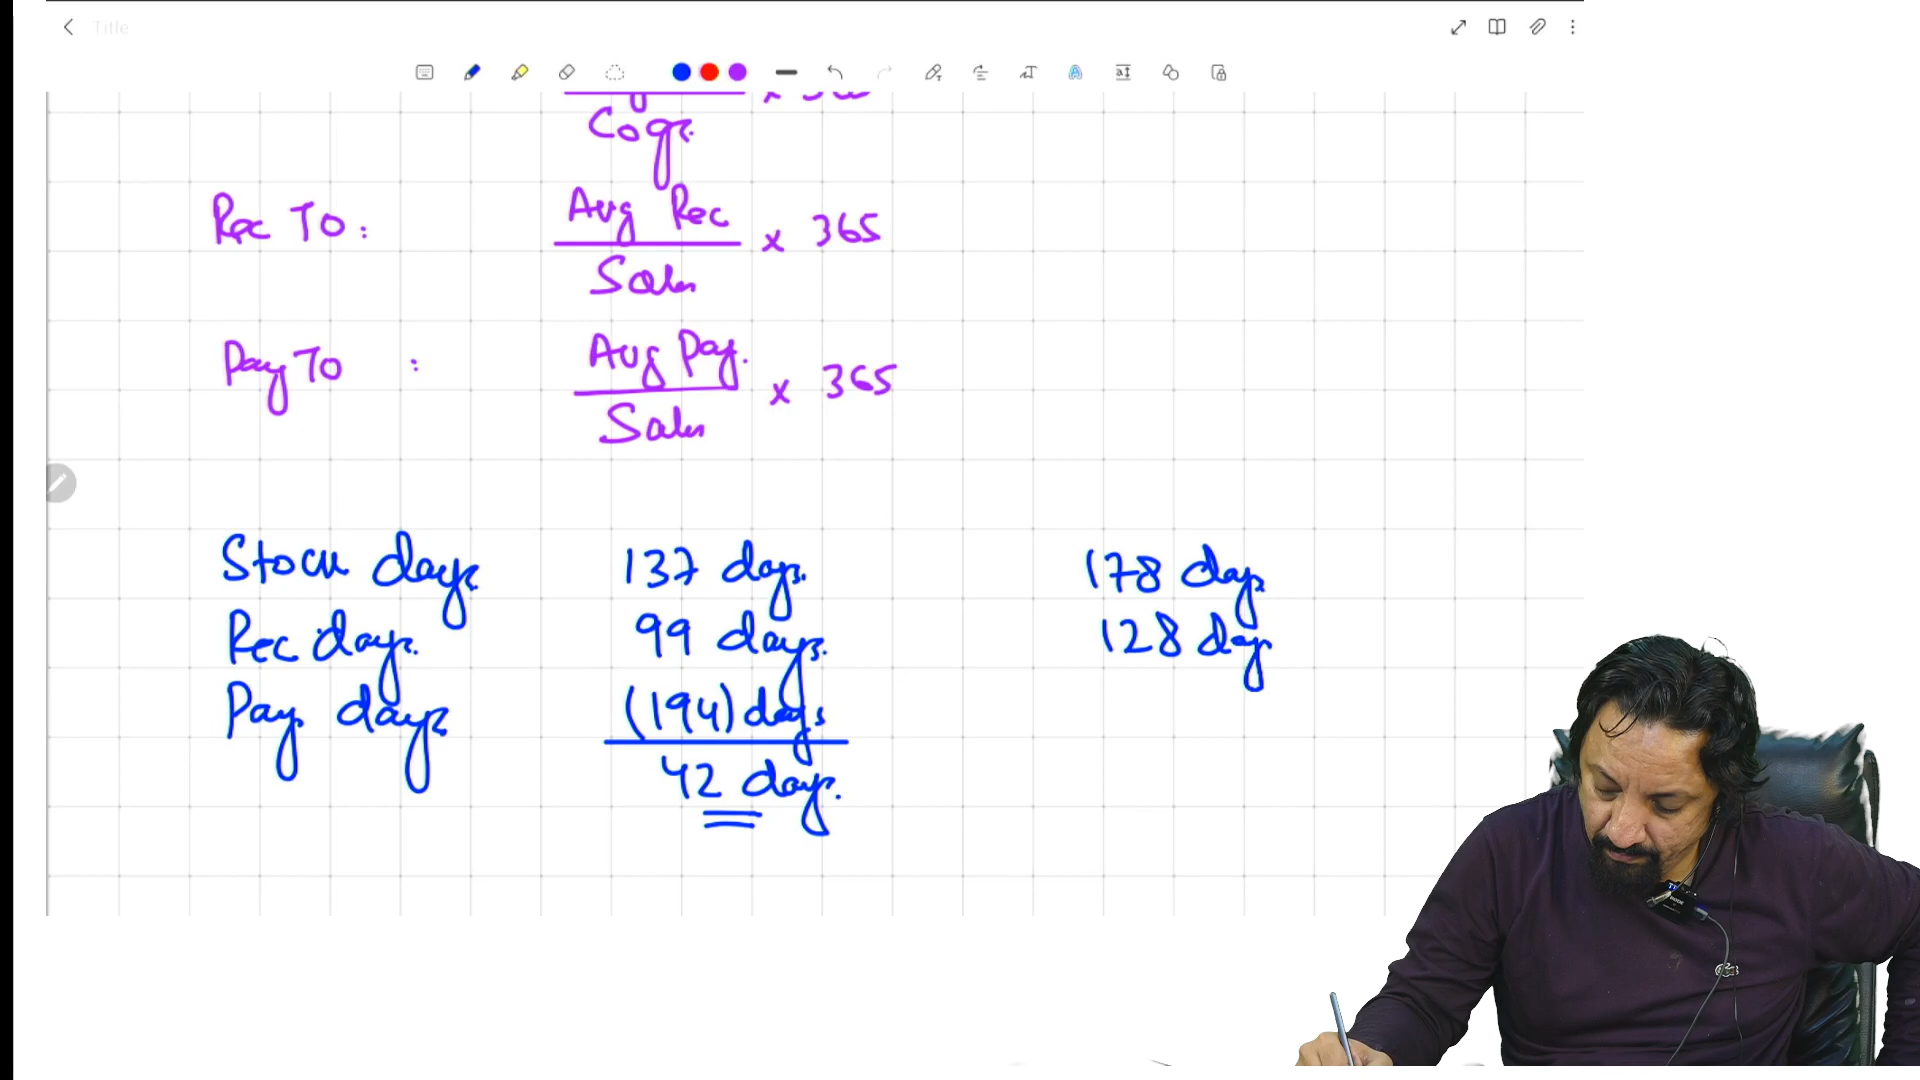 Title
Cogs.
Rec TO : Avg Rec x 365
Sales
Pay TO : Avg Pay. x 365
Sales
Stock days 137 days. 178 days
Rec days. 99 days. 128 days
Pay days (194) days
42 days.